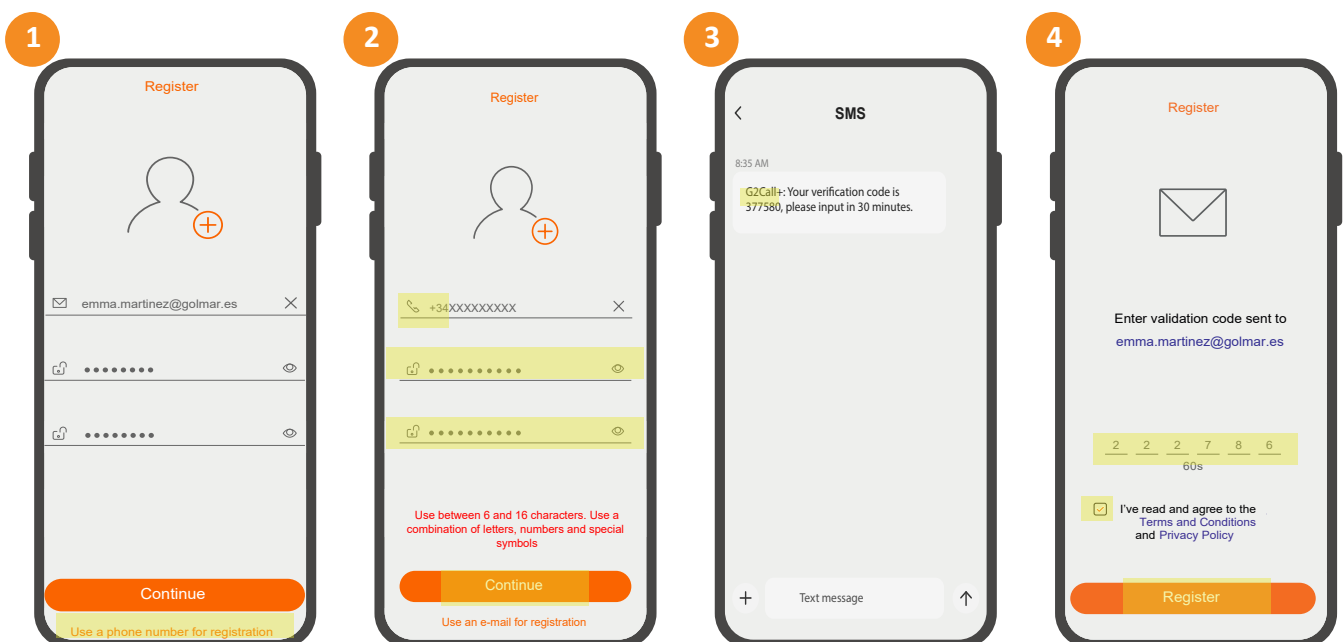 1
Register
emma.martinez@golmar.es
Continue
Use a phone number for registration
2
Register
+34XXXXXXXXX
Use between 6 and 16 characters. Use a
combination of letters, numbers and special
symbols
Continue
Use an e-mail for registration
3
SMS
8:35 AM
G2Call+: Your verification code is
377580, please input in 30 minutes.
Text message
4
Register
Enter validation code sent to
emma.martinez@golmar.es
2 2 2 7 8 6
60s
I've read and agree to the
Terms and Conditions
and Privacy Policy
Register